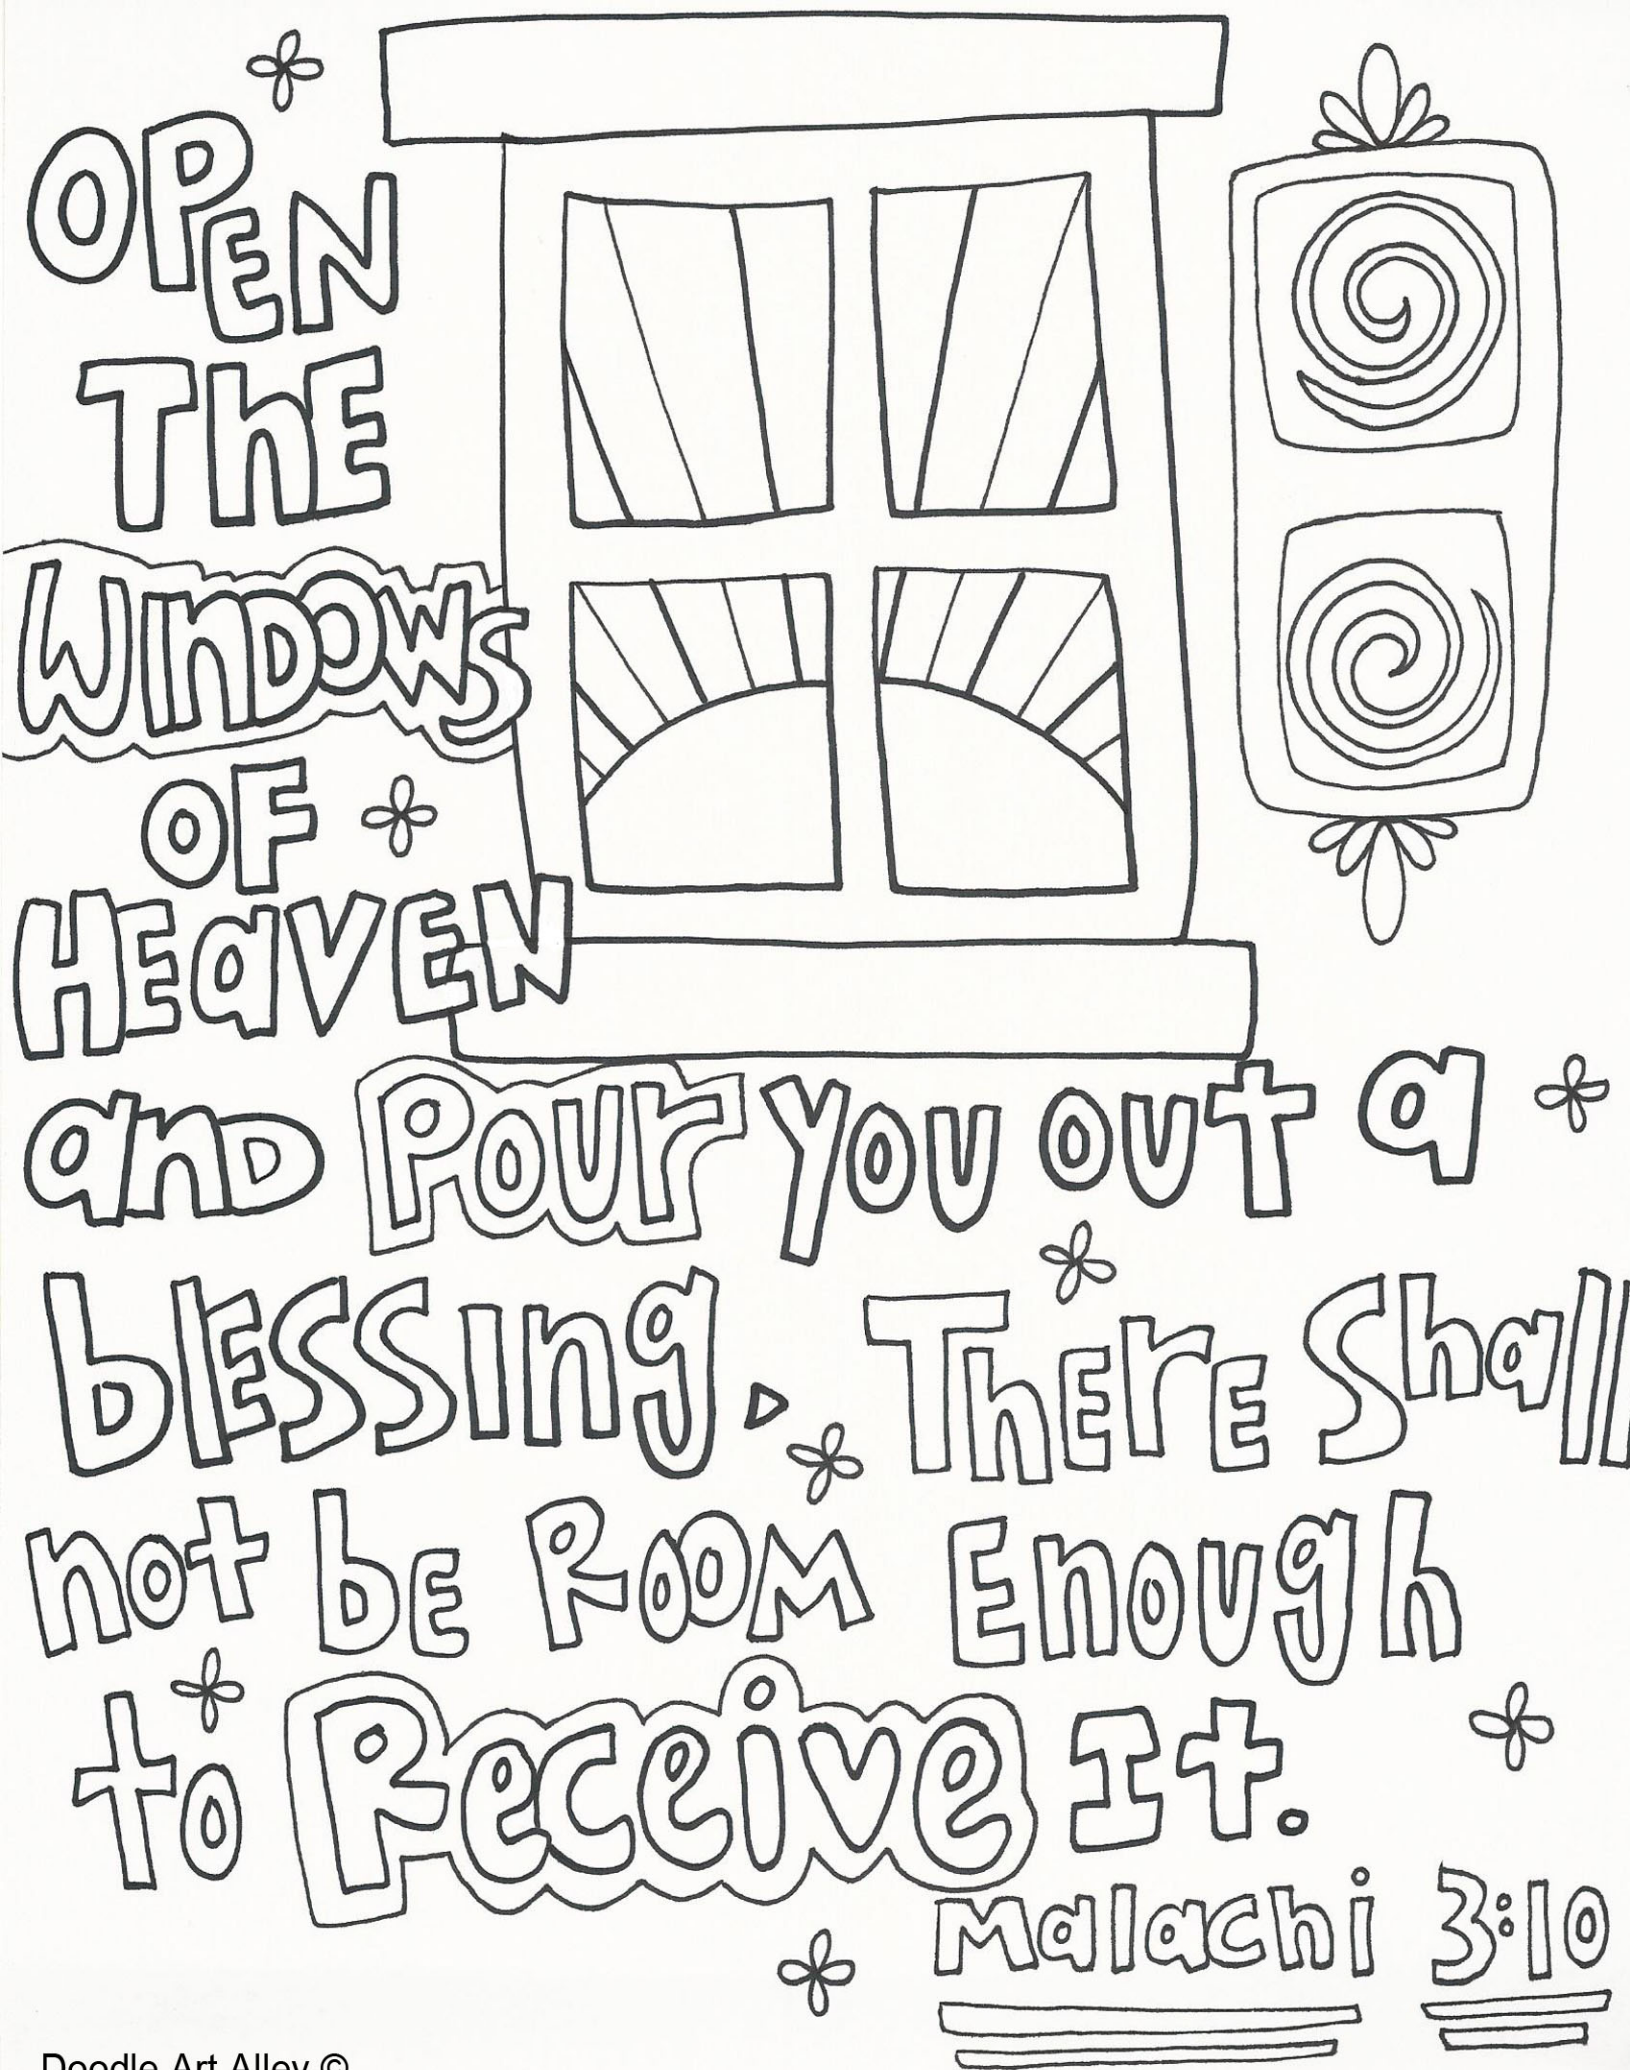 OPEN
ThE
WINDOWS
OF
HEaVEN
and Pour you out a
blEssing. ThErE Shall
not bE RooM Enough
to Receive It.
Malachi 3:10
Doodle Art Alley ©